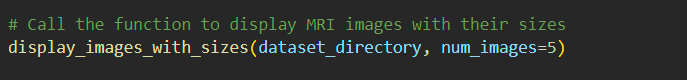 # Call the function to display MRI images with their sizes
display_images_with_sizes(dataset_directory, num_images=5)